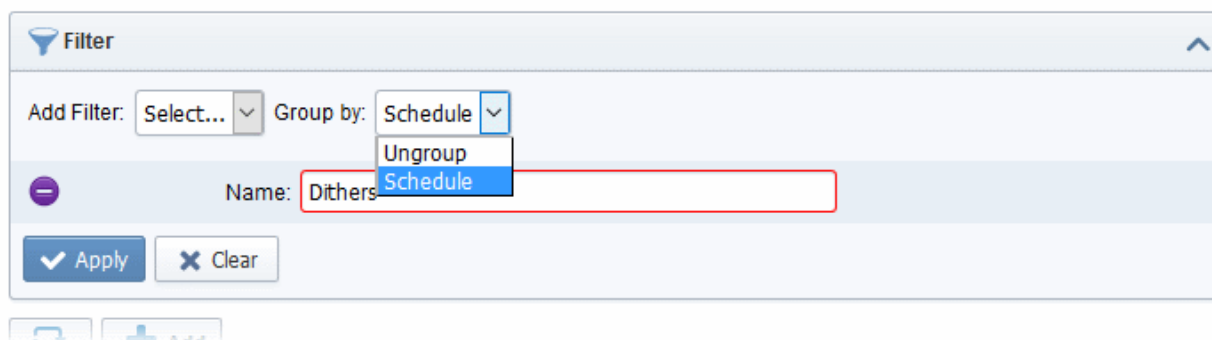 Filter
Add Filter: Select... Group by: Schedule
Ungroup
Schedule
Name: Dithers
Apply Clear